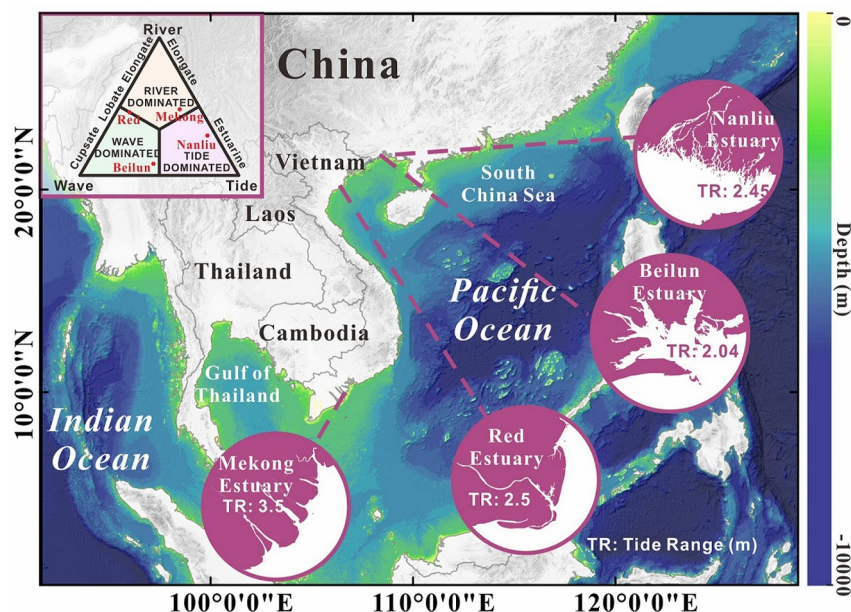 River
Cupsate
Lobate
Elongate
Elongate
Estuarine
RIVER
DOMINATED
Red
Mekong
WAVE
DOMINATED
Beilun
Nanliu
TIDE
DOMINATED
Wave
Tide
China
Vietnam
Laos
Thailand
Cambodia
Gulf of
Thailand
South
China Sea
Pacific
Ocean
Indian
Ocean
Nanliu
Estuary
TR: 2.45
Beilun
Estuary
TR: 2.04
Red
Estuary
TR: 2.5
Mekong
Estuary
TR: 3.5
TR: Tide Range (m)
20°0'0"N
10°0'0"N
100°0'0"E
110°0'0"E
120°0'0"E
0
Depth (m)
-10000